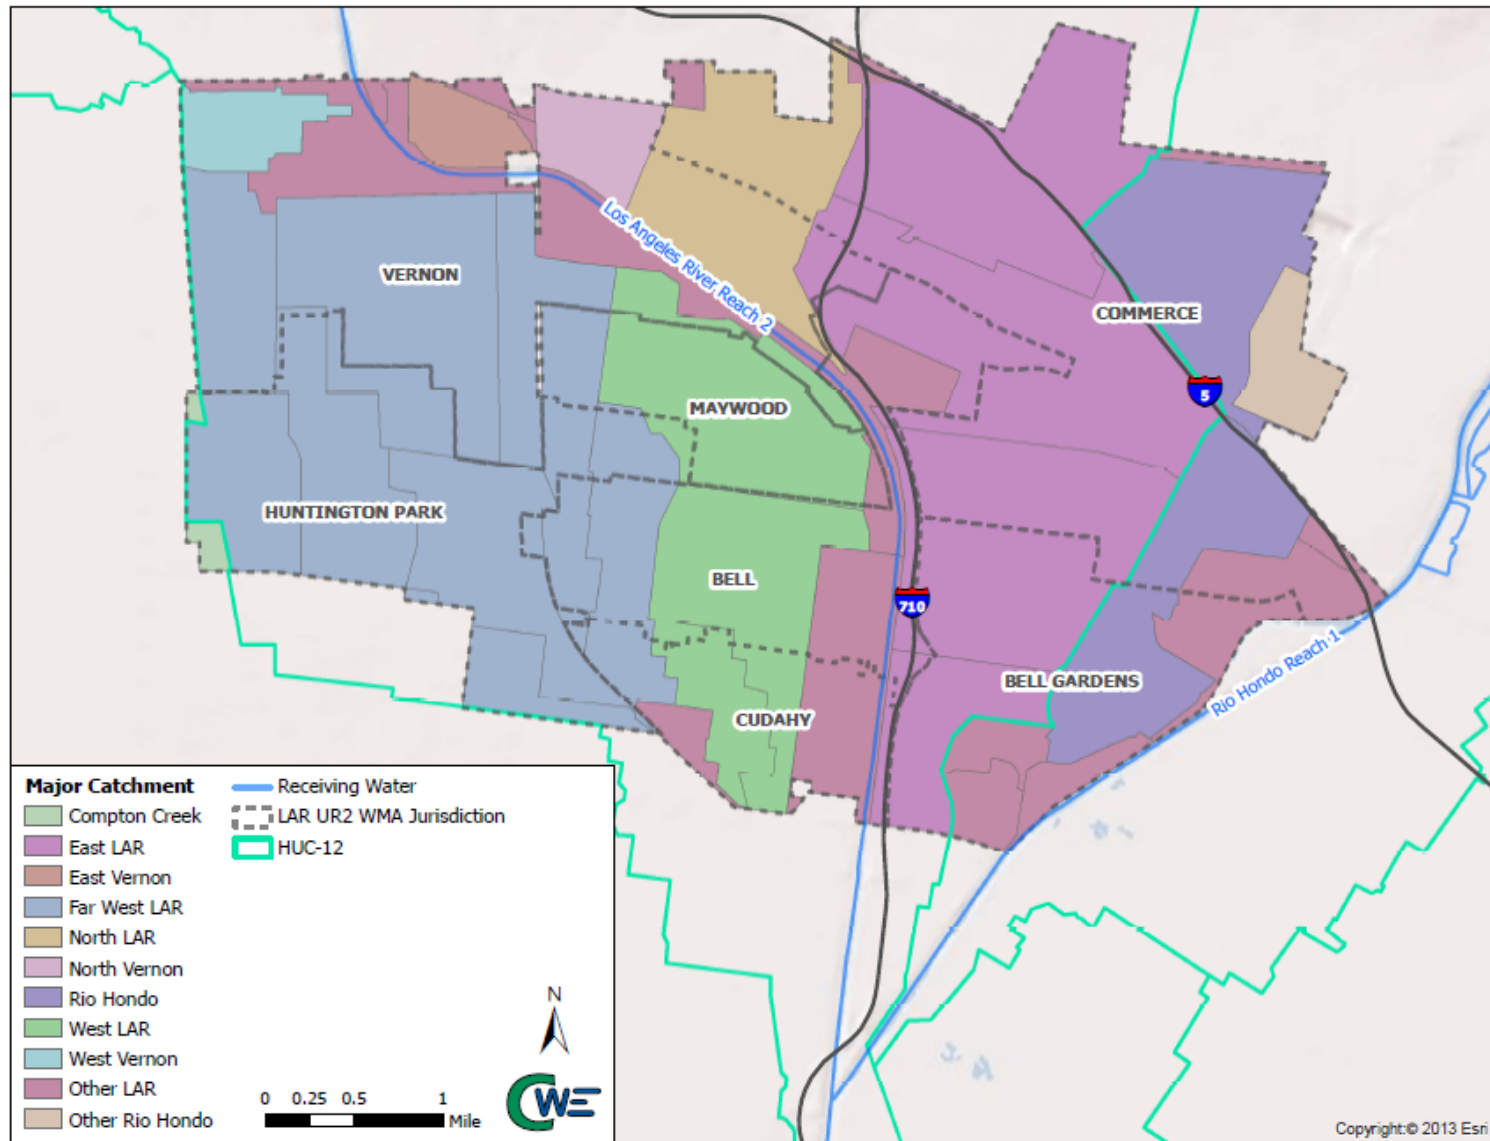 VERNON
Los Angeles River Reach 2
COMMERCE
5
MAYWOOD
HUNTINGTON PARK
BELL
710
BELL GARDENS
Rio Hondo Reach 1
CUDAHY
Major Catchment
Compton Creek
East LAR
East Vernon
Far West LAR
North LAR
North Vernon
Rio Hondo
West LAR
West Vernon
Other LAR
Other Rio Hondo
Receiving Water
LAR UR2 WMA Jurisdiction
HUC-12
N
CWE
0 0.25 0.5 1
Mile
Copyright:© 2013 Esri